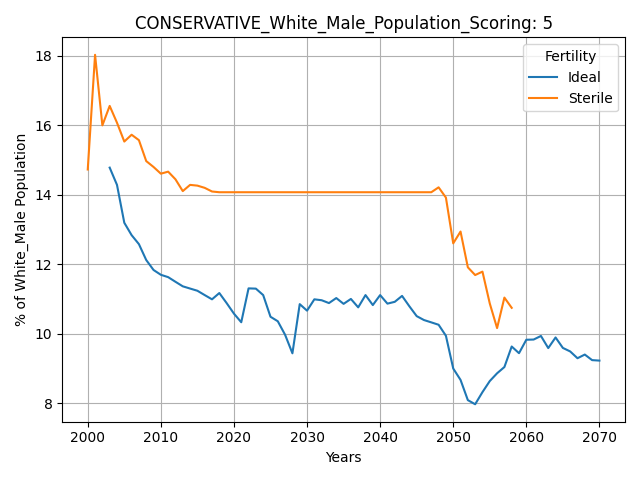 CONSERVATIVE_White_Male_Population_Scoring: 5
Fertility
Ideal
Sterile
% of White_Male Population
18
16
14
12
10
8
2000 2010 2020 2030 2040 2050 2060 2070
Years